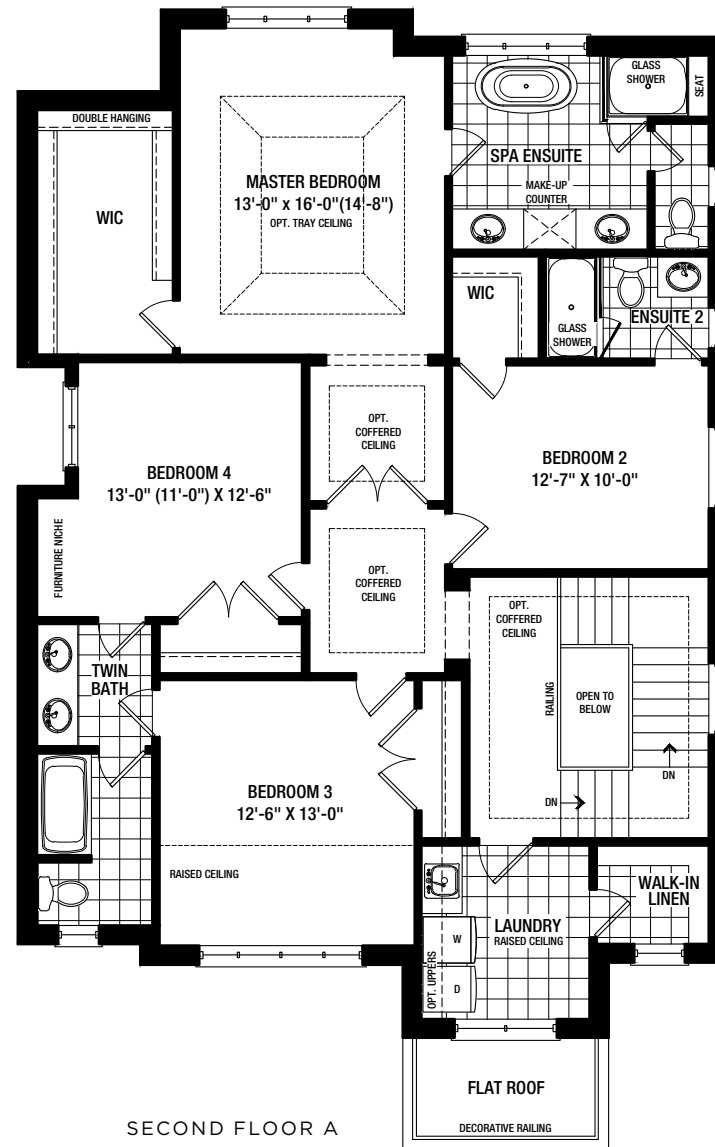 GLASS
SHOWER
SEAT
DOUBLE HANGING
SPA ENSUITE
MASTER BEDROOM
13'-0" x 16'-0"(14'-8")
OPT. TRAY CEILING
MAKE-UP
COUNTER
WIC
WIC
ENSUITE 2
GLASS
SHOWER
OPT.
COFFERED
CEILING
BEDROOM 2
12'-7" X 10'-0"
BEDROOM 4
13'-0" (11'-0") X 12'-6"
FURNITURE NICHE
OPT.
COFFERED
CEILING
OPT.
COFFERED
CEILING
TWIN
BATH
RAILING
OPEN TO
BELOW
DN
DN
BEDROOM 3
12'-6" X 13'-0"
RAISED CEILING
WALK-IN
LINEN
LAUNDRY
RAISED CEILING
W
D
OPT. UPPERS
FLAT ROOF
DECORATIVE RAILING
SECOND FLOOR A